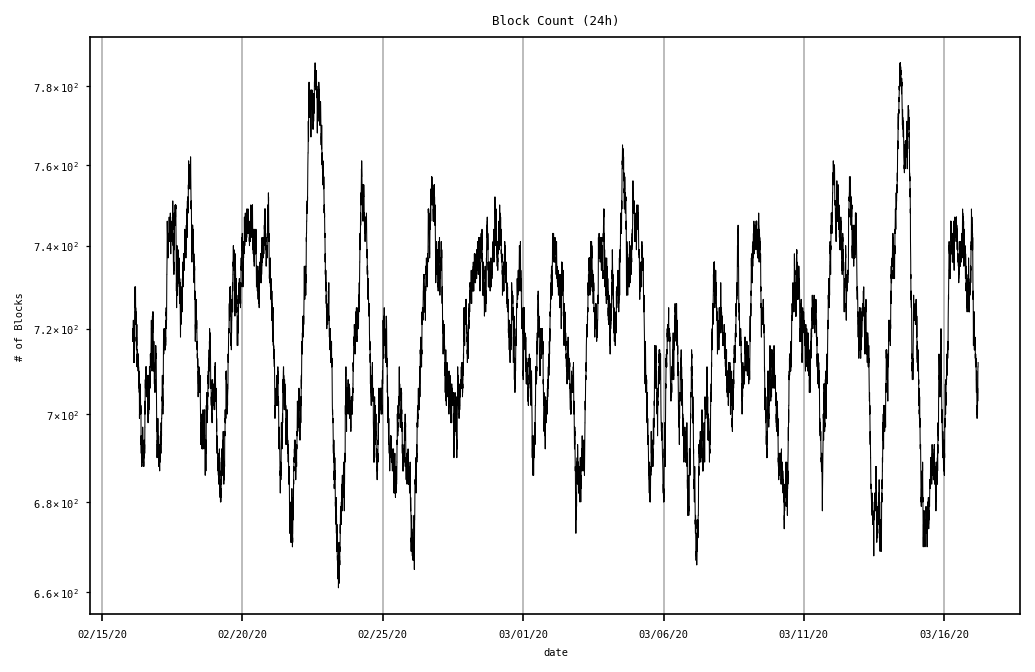 Block Count (24h)
7.8×10²
7.6×10²
7.4×10²
7.2×10²
7×10²
6.8×10²
6.6×10²
# of Blocks
02/15/20 02/20/20 02/25/20 03/01/20 03/06/20 03/11/20 03/16/20
date